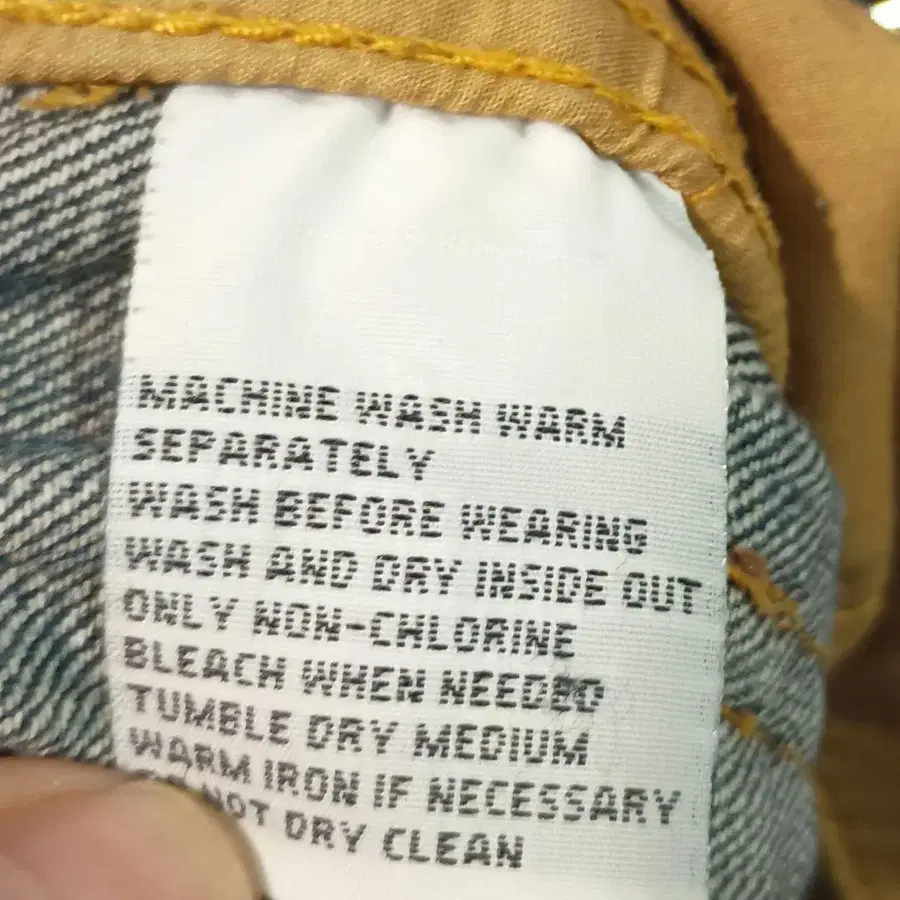 MACHINE WASH WARM
SEPARATELY
WASH BEFORE WEARING
WASH AND DRY INSIDE OUT
ONLY NON-CHLORINE
BLEACH WHEN NEEDED
TUMBLE DRY MEDIUM
WARM IRON IF NECESSARY
NOT DRY CLEAN